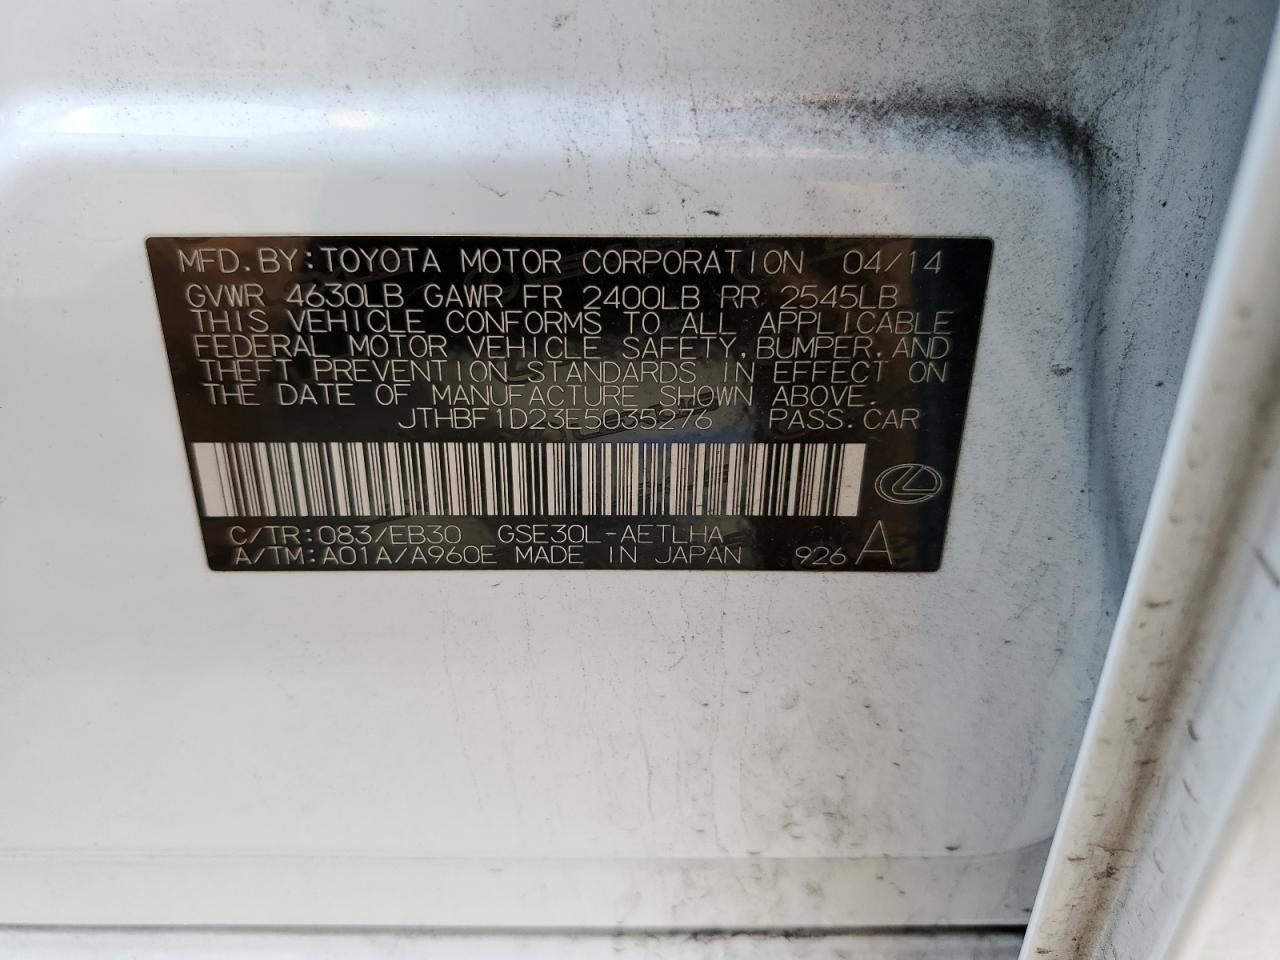 MFD. BY: TOYOTA MOTOR CORPORATION 04/14
GVWR 4630LB GAWR FR 2400LB RR 2545LB
THIS VEHICLE CONFORMS TO ALL APPLICABLE
FEDERAL MOTOR VEHICLE SAFETY, BUMPER, AND
THEFT PREVENTION STANDARDS IN EFFECT ON
THE DATE OF MANUFACTURE SHOWN ABOVE.
JTHBF1D23E5035276 PASS. CAR
C/TR: 083/EB30 GSE30L-AETLHA
A/TM: A01A/A960E MADE IN JAPAN 926 A